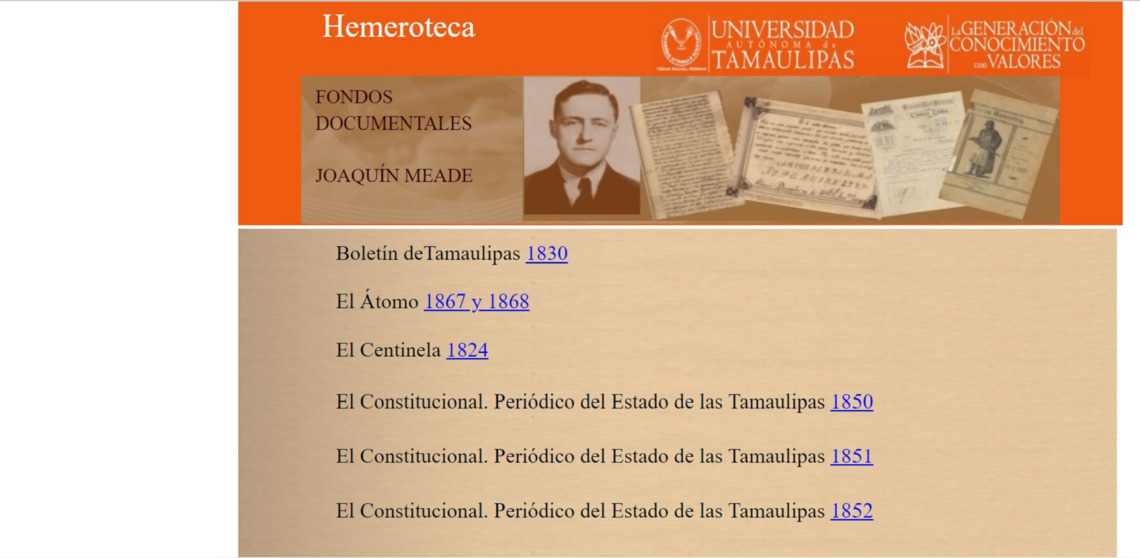 Hemeroteca
UNIVERSIDAD
AUTÓNOMA de
TAMAULIPAS
La GENERACIÓN del
CONOCIMIENTO
con VALORES
FONDOS
DOCUMENTALES
JOAQUÍN MEADE
Boletín deTamaulipas 1830
El Átomo 1867 y 1868
El Centinela 1824
El Constitucional. Periódico del Estado de las Tamaulipas 1850
El Constitucional. Periódico del Estado de las Tamaulipas 1851
El Constitucional. Periódico del Estado de las Tamaulipas 1852